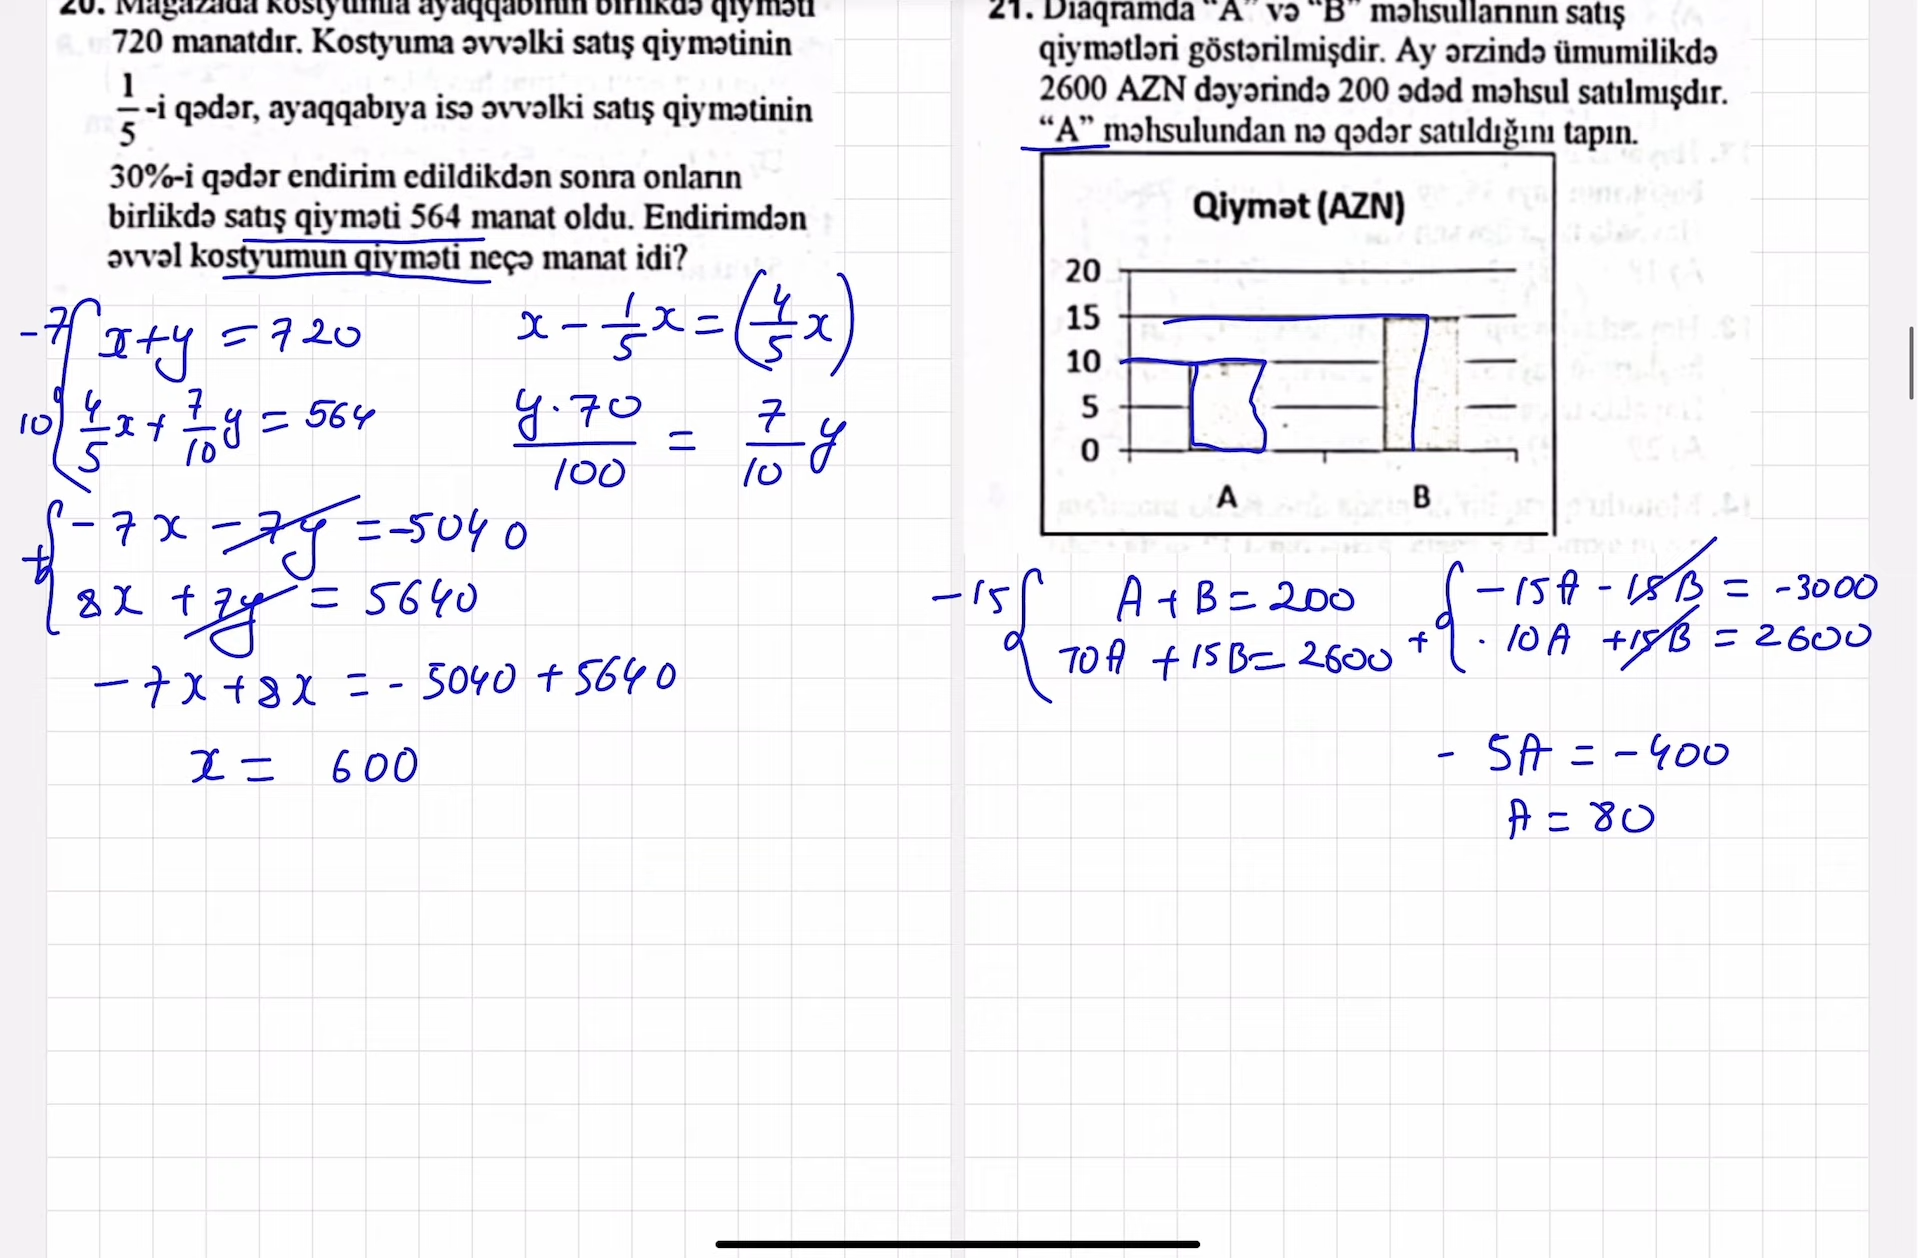 20. Mağazada kostyumla ayaqqabının birlikdə qiyməti
720 manatdır. Kostyuma əvvəlki satış qiymətinin
1/5-i qədər, ayaqqabıya isə əvvəlki satış qiymətinin
30%-i qədər endirim edildikdən sonra onların
birlikdə satış qiyməti 564 manat oldu. Endirimdən
əvvəl kostyumun qiyməti neçə manat idi?
-7 x+y = 720
10 4/5x + 7/10y = 564
x - 1/5x = (4/5x)
y·70/100 = 7/10y
-7x -7y = -5040
+ 8x + 7y = 5640
-7x+8x = -5040+5640
x = 600
21. Diaqramda "A" və "B" məhsullarının satış
qiymətləri göstərilmişdir. Ay ərzində ümumilikdə
2600 AZN dəyərində 200 ədəd məhsul satılmışdır.
"A" məhsulundan nə qədər satıldığını tapın.
Qiymət (AZN)
20
15
10
5
0
A B
-15 A+B=200
10A +15B= 2600
+ -15A -15B = -3000
10A +15B = 2600
- 5A = -400
A = 80